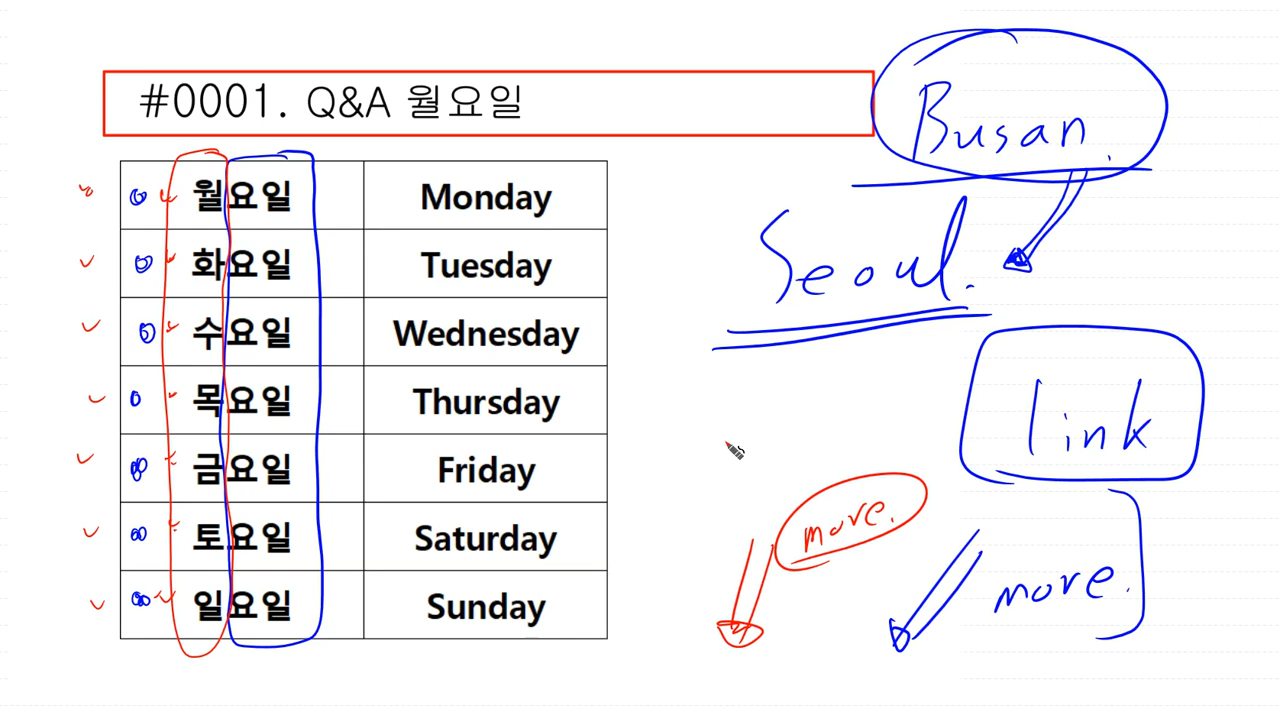 #0001. Q&A 월요일
Busan.
월요일 Monday
화요일 Tuesday
Seoul.
수요일 Wednesday
목요일 Thursday
link
금요일 Friday
more.
토요일 Saturday
more.
일요일 Sunday